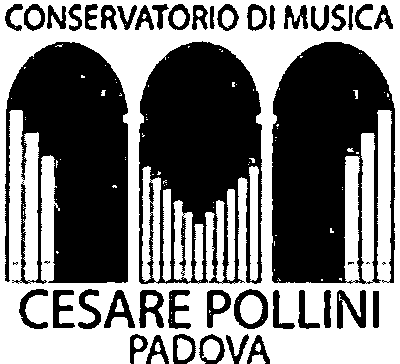 CONSERVATORIO DI MUSICA
CESARE POLLINI
PADOVA